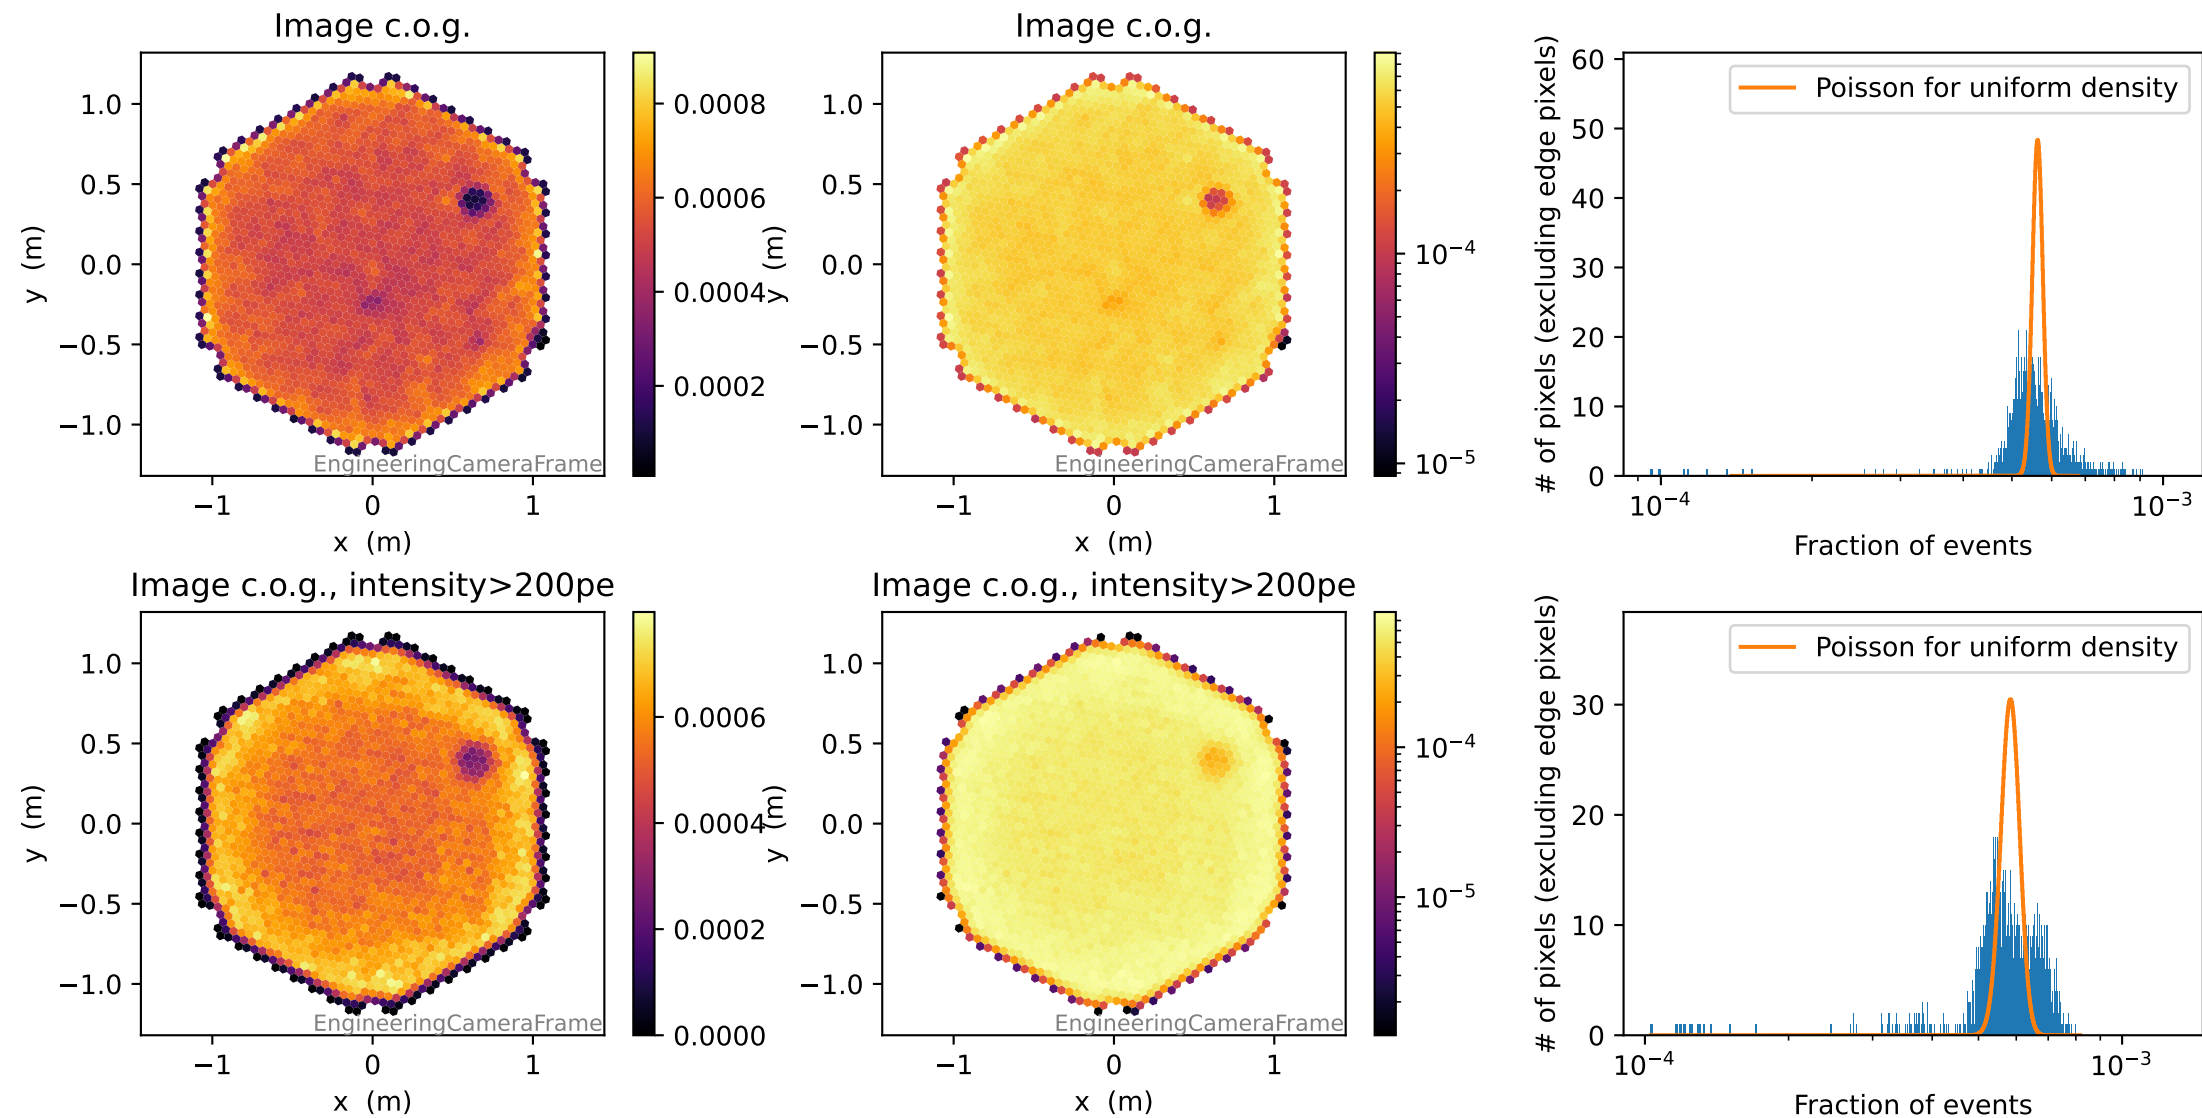 Image c.o.g.
1.0
0.5
0.0
−0.5
−1.0
y (m)
−1
0
1
x (m)
EngineeringCameraFrame
0.0008
0.0006
0.0004
0.0002
Image c.o.g.
1.0
0.5
0.0
−0.5
−1.0
y (m)
−1
0
1
x (m)
EngineeringCameraFrame
10−4
10−5
60
50
40
30
20
10
0
# of pixels (excluding edge pixels)
Poisson for uniform density
10−4
10−3
Fraction of events
Image c.o.g., intensity>200pe
1.0
0.5
0.0
−0.5
−1.0
y (m)
−1
0
1
x (m)
EngineeringCameraFrame
0.0006
0.0004
0.0002
0.0000
Image c.o.g., intensity>200pe
1.0
0.5
0.0
−0.5
−1.0
y (m)
−1
0
1
x (m)
EngineeringCameraFrame
10−4
10−5
30
20
10
0
# of pixels (excluding edge pixels)
Poisson for uniform density
10−4
10−3
Fraction of events